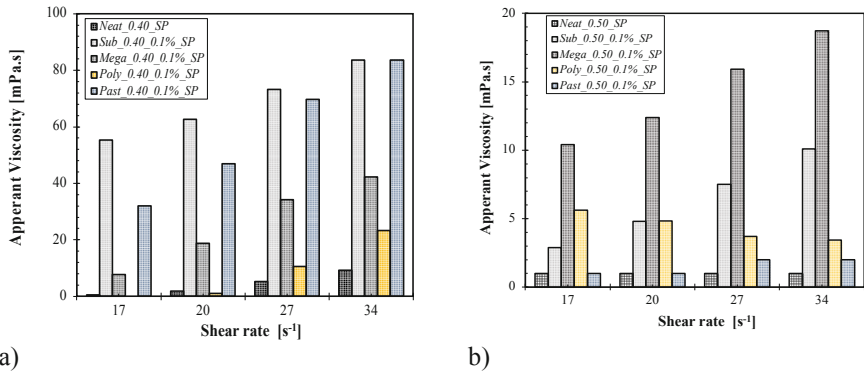 100
80
60
40
20
0
Apperant Viscosity [mPa.s]
Neat_0.40_SP
Sub_0.40_0.1%_SP
Mega_0.40_0.1%_SP
Poly_0.40_0.1%_SP
Past_0.40_0.1%_SP
17 20 27 34
Shear rate [s-1]
a)
20
15
10
5
0
Apperant Viscosity [mPa.s]
Neat_0.50_SP
Sub_0.50_0.1%_SP
Mega_0.50_0.1%_SP
Poly_0.50_0.1%_SP
Past_0.50_0.1%_SP
17 20 27 34
Shear rate [s-1]
b)